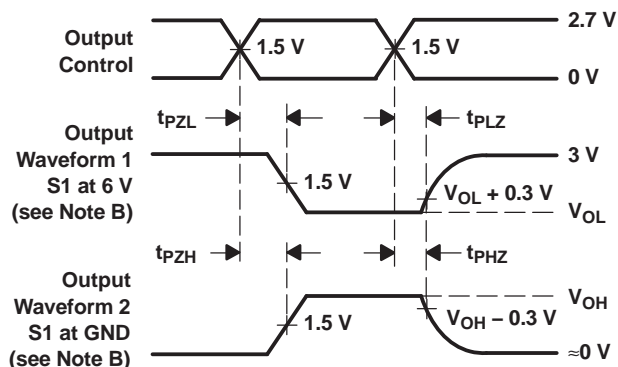 2.7 V
Output
Control
1.5 V
1.5 V
0 V
tPZL
tPLZ
Output
Waveform 1
S1 at 6 V
(see Note B)
3 V
1.5 V
VOL + 0.3 V
VOL
tPZH
tPHZ
Output
Waveform 2
S1 at GND
(see Note B)
VOH
1.5 V
VOH – 0.3 V
≈0 V